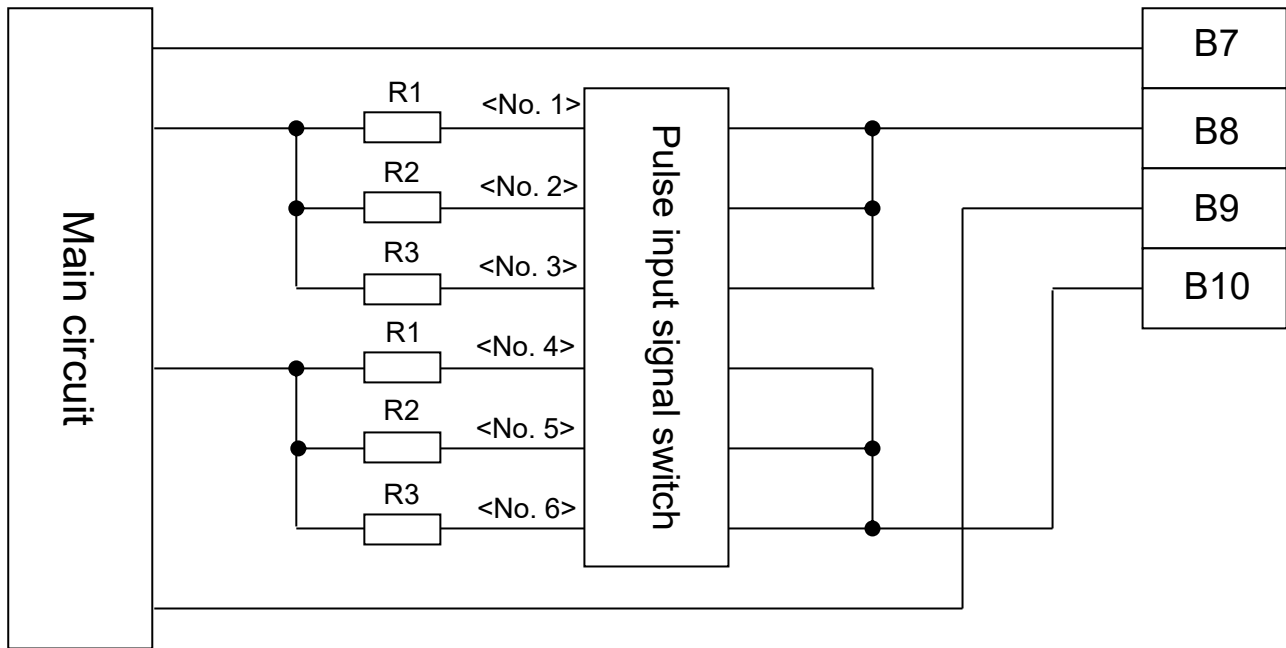 Main circuit
R1
<No. 1>
R2
<No. 2>
R3
<No. 3>
R1
<No. 4>
R2
<No. 5>
R3
<No. 6>
Pulse input signal switch
B7
B8
B9
B10